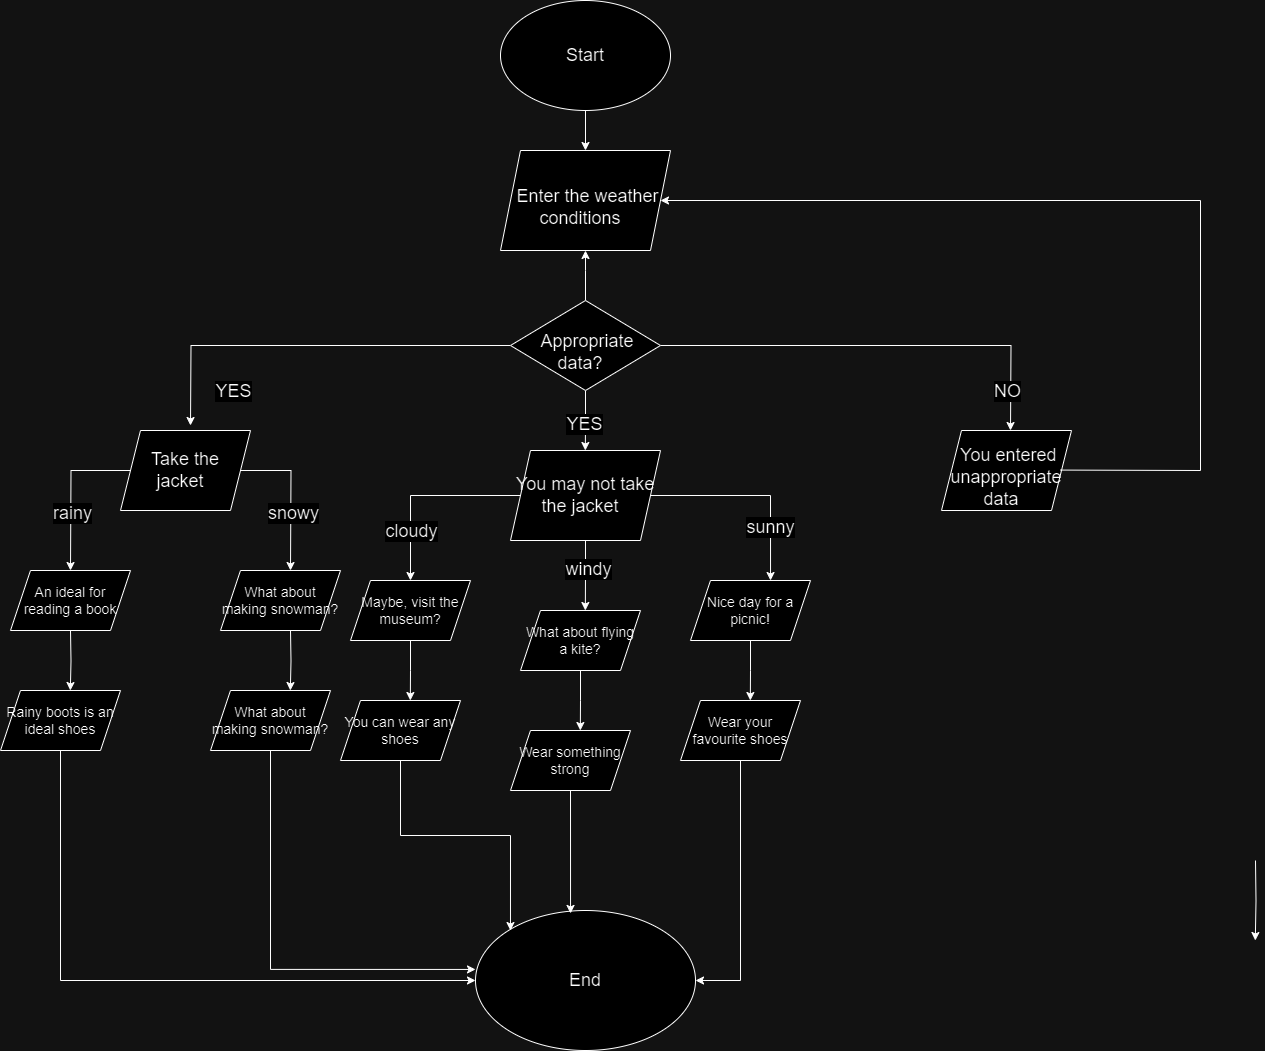 Start
Enter the weather
conditions
Appropriate
data?
YES
YES
NO
Take the
jacket
You may not take
the jacket
You entered
unappropriate
data
rainy
snowy
cloudy
windy
sunny
An ideal for
reading a book
What about
making snowman?
Maybe, visit the
museum?
What about flying
a kite?
Nice day for a
picnic!
Rainy boots is an
ideal shoes
What about
making snowman?
You can wear any
shoes
Wear something
strong
Wear your
favourite shoes
End